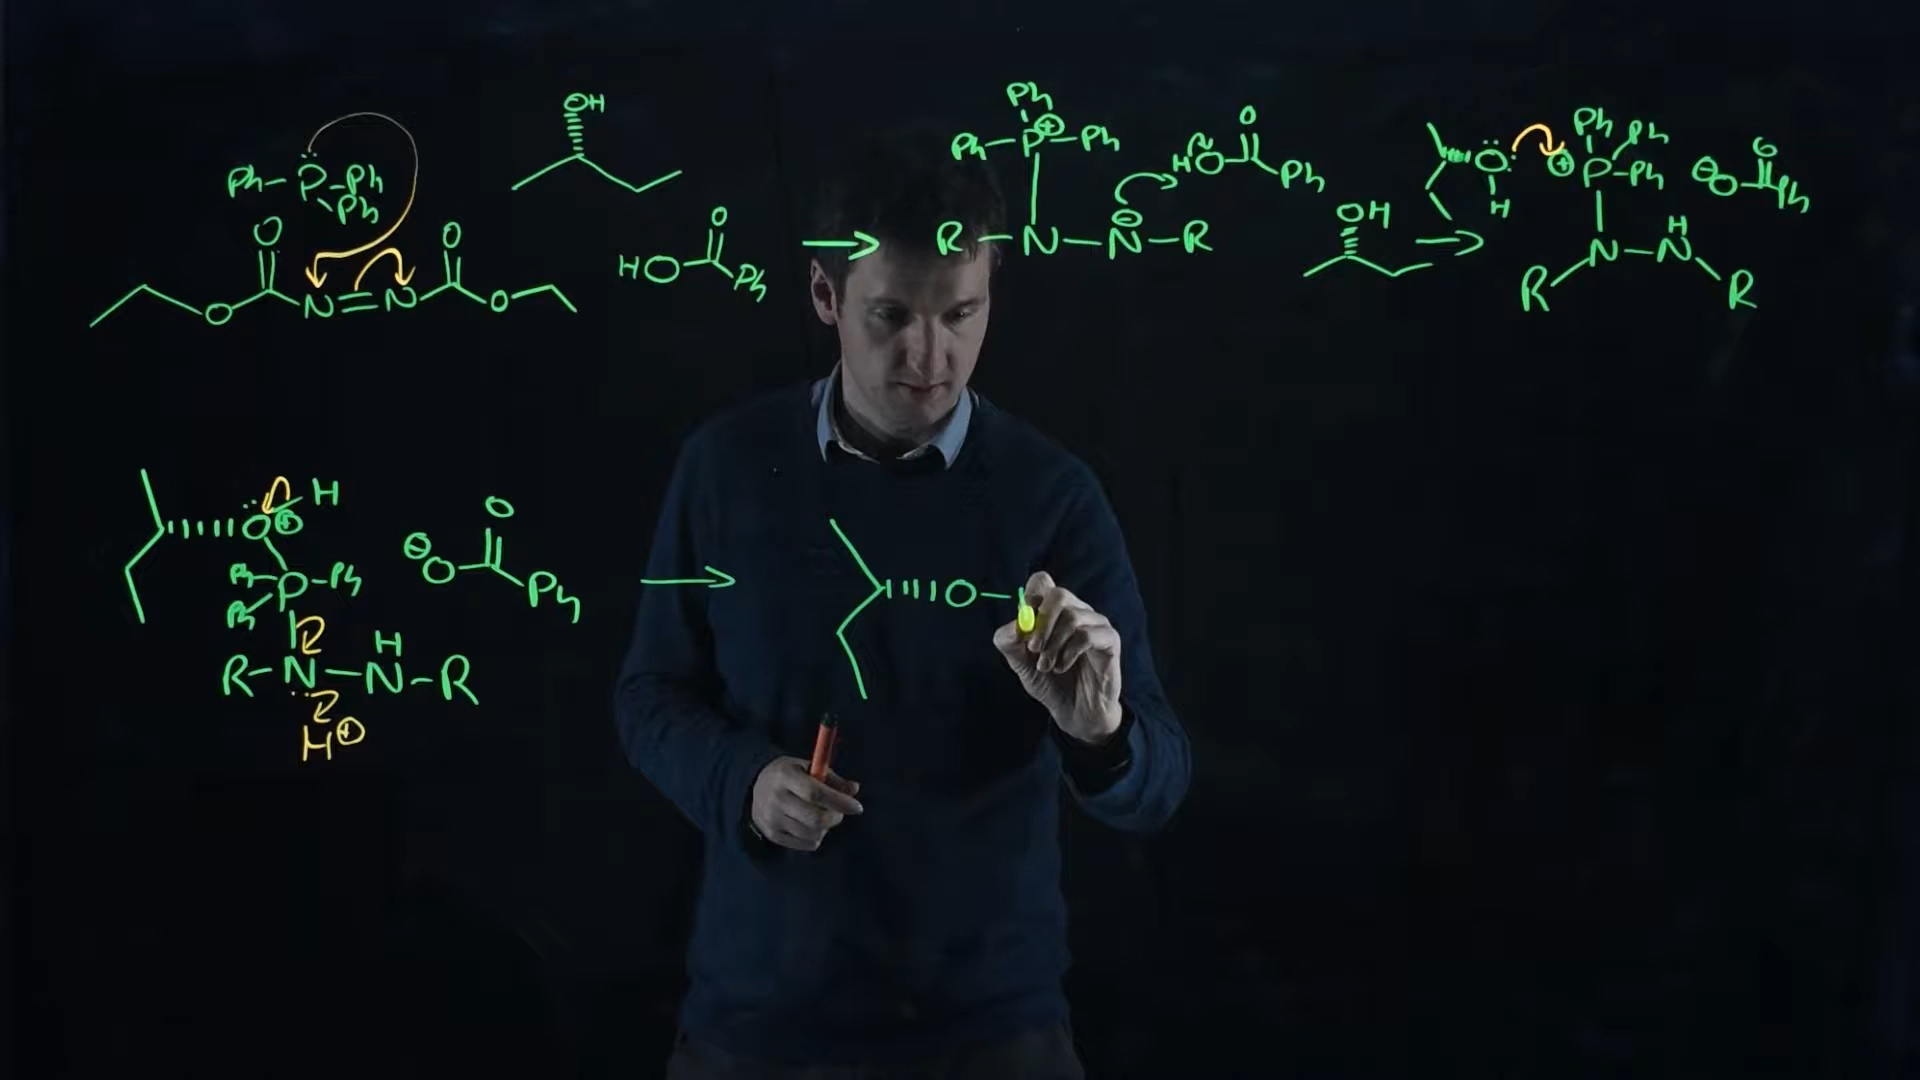 OH
Ph–P̈–Ph
Ph
O O
O N=N O
HO O Ph
Ph
Ph–P⊕–Ph
R–N–N⊖–R
HO O Ph
OH
Ph Ph
Ö: ⊕P–Ph ⊖O O Ph
H
N–N H
R R
O⊕ H
Ph–P–Ph
Ph
R–N̈–N–R
H
H⊕
⊖O O Ph
O–